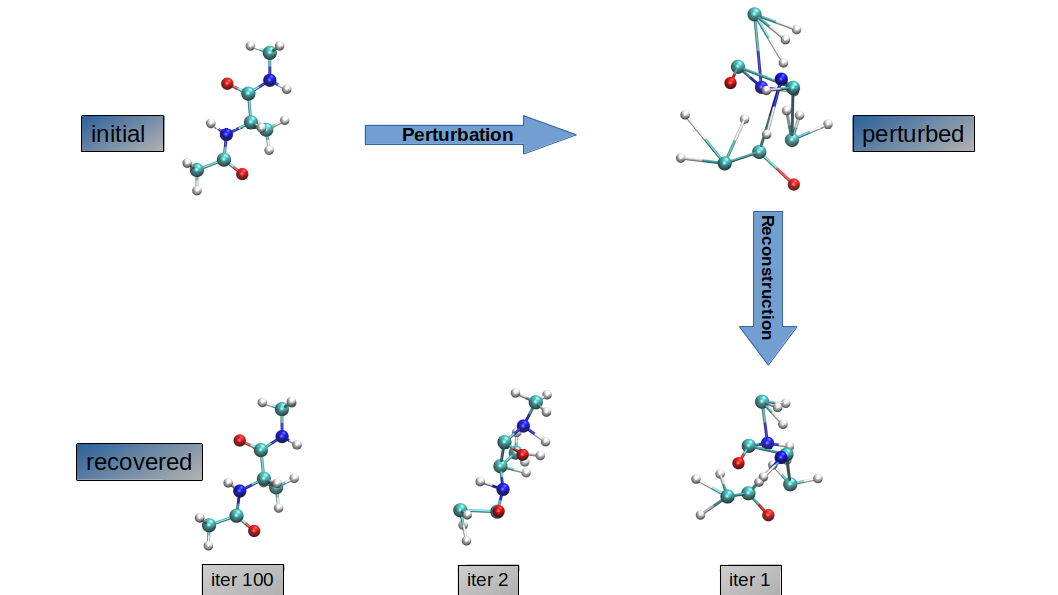 initial
Perturbation
perturbed
Reconstruction
recovered
iter 100
iter 2
iter 1